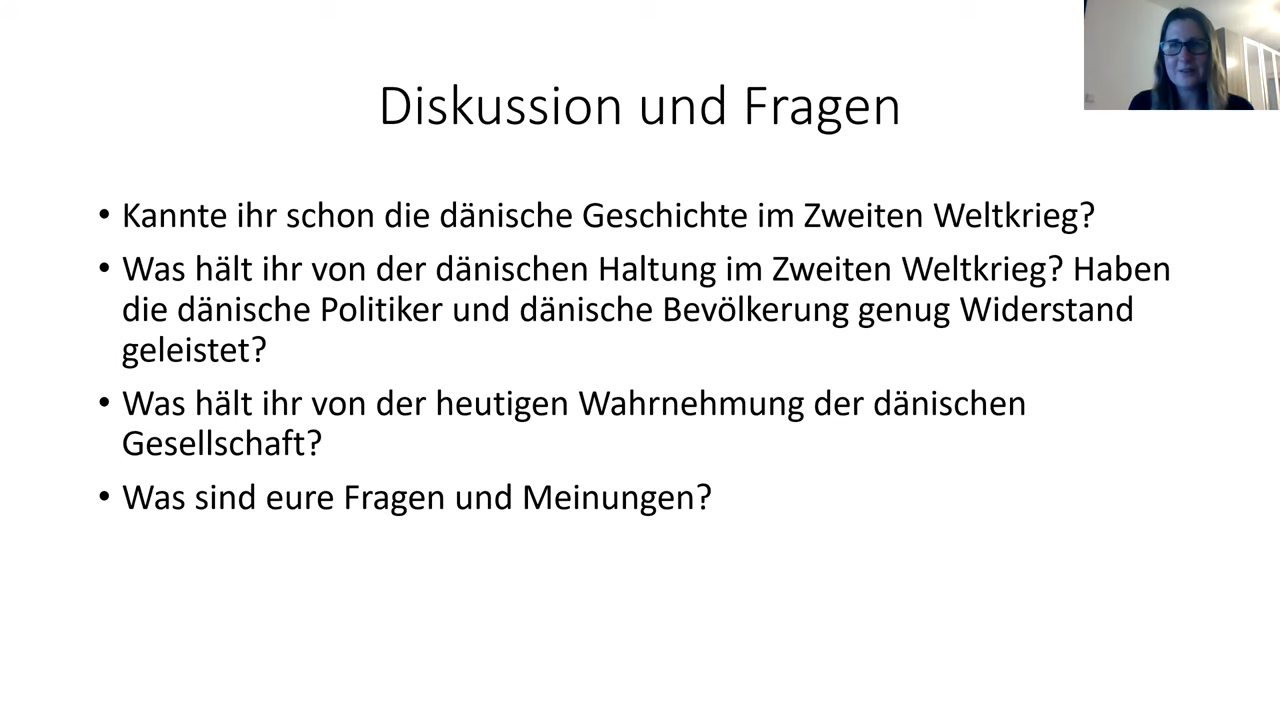 Diskussion und Fragen
• Kannte ihr schon die dänische Geschichte im Zweiten Weltkrieg?
• Was hält ihr von der dänischen Haltung im Zweiten Weltkrieg? Haben
die dänische Politiker und dänische Bevölkerung genug Widerstand
geleistet?
• Was hält ihr von der heutigen Wahrnehmung der dänischen
Gesellschaft?
• Was sind eure Fragen und Meinungen?